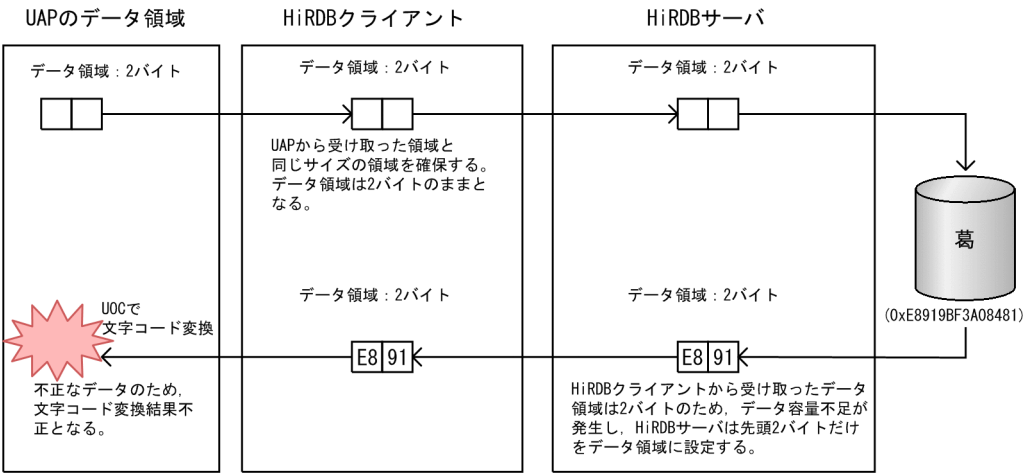 UAPのデータ領域
HiRDBクライアント
HiRDBサーバ
データ領域：2バイト
データ領域：2バイト
データ領域：2バイト
UAPから受け取った領域と
同じサイズの領域を確保する。
データ領域は2バイトのままと
なる。
葛
(0xE8919BF3A08481)
UOCで
文字コード変換
データ領域：2バイト
データ領域：2バイト
E8 91
E8 91
不正なデータのため，
文字コード変換結果不
正となる。
HiRDBクライアントから受け取ったデータ
領域は2バイトのため，データ容量不足が
発生し，HiRDBサーバは先頭2バイトだけ
をデータ領域に設定する。